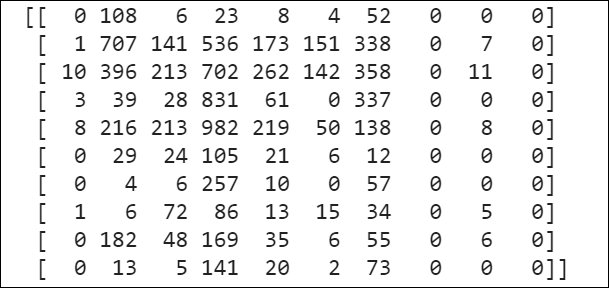 [[ 0 108 6 23 8 4 52 0 0 0]
[ 1 707 141 536 173 151 338 0 7 0]
[ 10 396 213 702 262 142 358 0 11 0]
[ 3 39 28 831 61 0 337 0 0 0]
[ 8 216 213 982 219 50 138 0 8 0]
[ 0 29 24 105 21 6 12 0 0 0]
[ 0 4 6 257 10 0 57 0 0 0]
[ 1 6 72 86 13 15 34 0 5 0]
[ 0 182 48 169 35 6 55 0 6 0]
[ 0 13 5 141 20 2 73 0 0 0]]